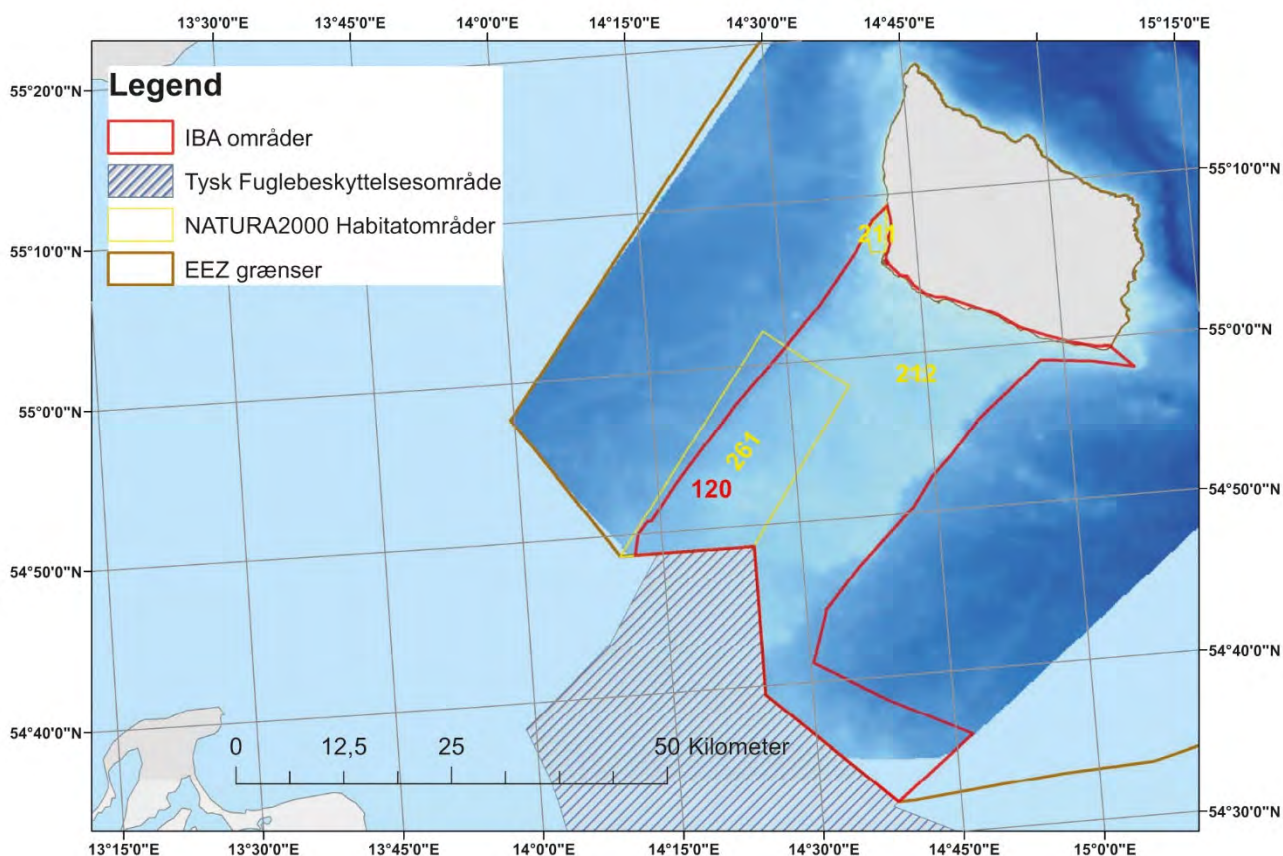 13°30'0"E 13°45'0"E 14°0'0"E 14°15'0"E 14°30'0"E 14°45'0"E 15°15'0"E
Legend
IBA områder
Tysk Fuglebeskyttelsesområde
NATURA2000 Habitatområder
EEZ grænser
55°20'0"N
55°10'0"N
55°10'0"N
211
55°0'0"N
212
55°0'0"N
261
120
54°50'0"N
54°50'0"N
54°40'0"N
54°40'0"N
0 12,5 25 50 Kilometer
54°30'0"N
13°15'0"E 13°30'0"E 13°45'0"E 14°0'0"E 14°15'0"E 14°30'0"E 14°45'0"E 15°0'0"E